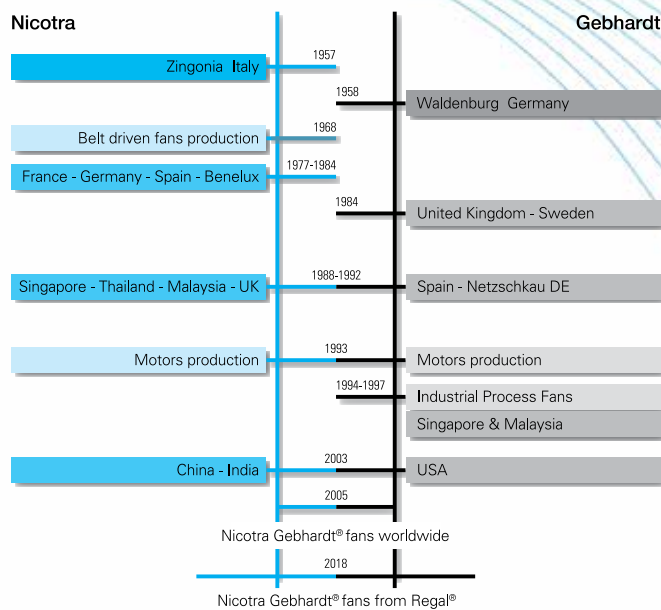 Nicotra
Gebhardt
Zingonia Italy
1957
1958
Waldenburg Germany
Belt driven fans production
1968
France - Germany - Spain - Benelux
1977-1984
1984
United Kingdom - Sweden
Singapore - Thailand - Malaysia - UK
1988-1992
Spain - Netzschkau DE
Motors production
1993
Motors production
1994-1997
Industrial Process Fans
Singapore & Malaysia
China - India
2003
USA
2005
Nicotra Gebhardt® fans worldwide
2018
Nicotra Gebhardt® fans from Regal®